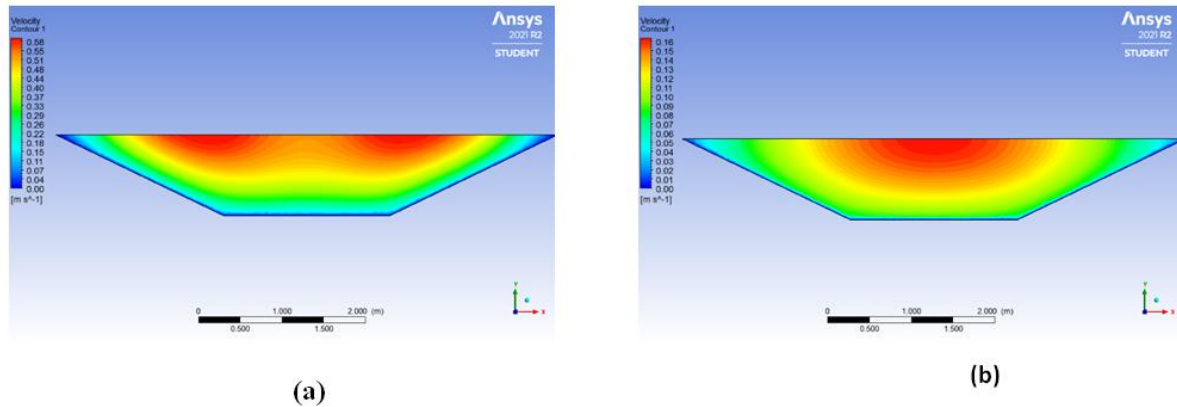 Velocity
Contour 1
0.58
0.55
0.51
0.48
0.44
0.40
0.37
0.33
0.29
0.26
0.22
0.18
0.15
0.11
0.07
0.04
0.00
[m s^-1]
Ansys
2021 R2
STUDENT
Y
X
0 1.000 2.000 (m)
0.500 1.500
(a)
Velocity
Contour 1
0.16
0.15
0.14
0.13
0.12
0.11
0.10
0.09
0.08
0.07
0.06
0.05
0.04
0.03
0.02
0.01
0.00
[m s^-1]
Ansys
2021 R2
STUDENT
Y
X
0 1.000 2.000 (m)
0.500 1.500
(b)